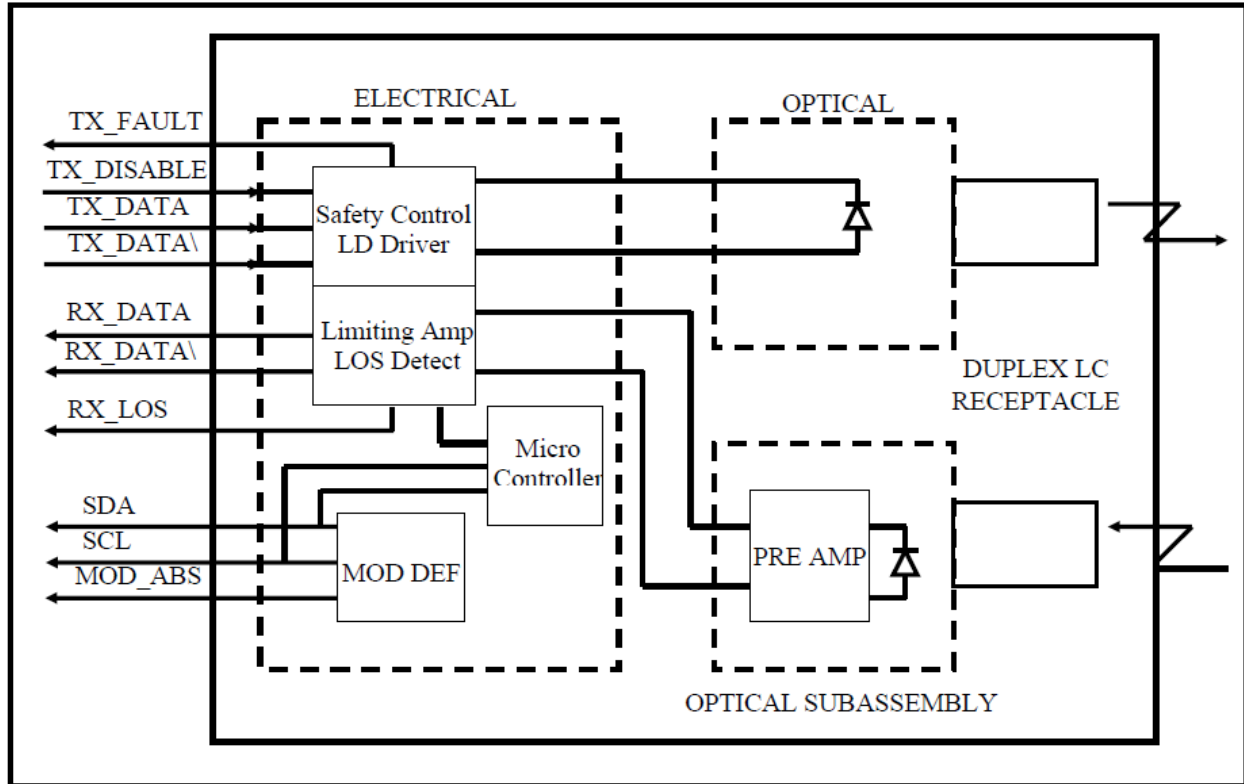 ELECTRICAL
OPTICAL
TX_FAULT
TX_DISABLE
TX_DATA
TX_DATA\
Safety Control
LD Driver
RX_DATA
RX_DATA\
Limiting Amp
LOS Detect
RX_LOS
DUPLEX LC
RECEPTACLE
Micro
Controller
SDA
SCL
MOD_ABS
MOD DEF
PRE AMP
OPTICAL SUBASSEMBLY